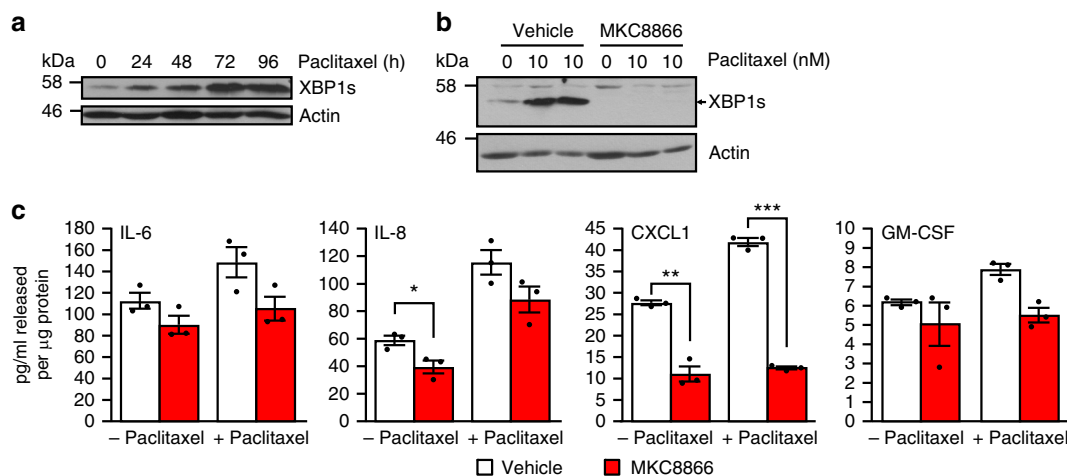 a
kDa 0 24 48 72 96 Paclitaxel (h)
58 XBP1s
46 Actin
b
Vehicle MKC8866
kDa 0 10 10 0 10 10 Paclitaxel (nM)
58 XBP1s
46 Actin
c
pg/ml released
per μg protein
IL-6
180
160
140
120
100
80
60
40
20
0
– Paclitaxel + Paclitaxel
IL-8
140
120
100
80
60
40
20
0
*
– Paclitaxel + Paclitaxel
CXCL1
45
40
35
30
25
20
15
10
5
0
**
***
– Paclitaxel + Paclitaxel
GM-CSF
10
9
8
7
6
5
4
3
2
1
0
– Paclitaxel + Paclitaxel
Vehicle MKC8866